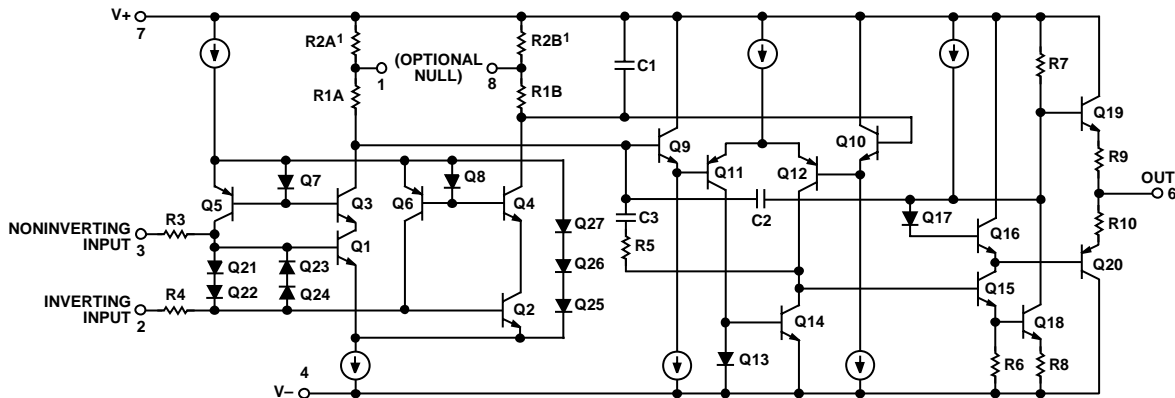 V+
7
R2A1
(OPTIONAL
NULL)
1
8
R2B1
R1A
R1B
C1
R7
Q19
Q9
Q10
R9
Q11
Q12
OUT
6
Q7
Q8
Q5
Q3
Q6
Q4
Q27
C3
C2
Q17
Q16
R10
R3
NONINVERTING
INPUT
3
Q1
R5
Q20
Q21
Q23
Q26
Q22
Q24
Q15
INVERTING
INPUT
2
R4
Q2
Q25
Q14
Q18
Q13
R6
R8
V–
4